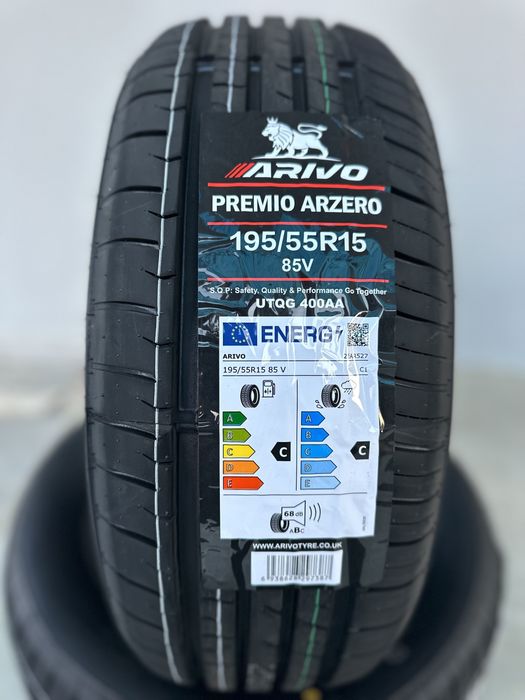 ARIVO
PREMIO ARZERO
195/55R15
85V
S.Q.P: Safety, Quality & Performance Go Together
UTQG 400AA
ENERG
ARIVO
195/55R15 85 V
C1
A
B
C
D
E
C
A
B
C
D
E
C
68 dB
ABC
WWW.ARIVOTYRE.CO.UK